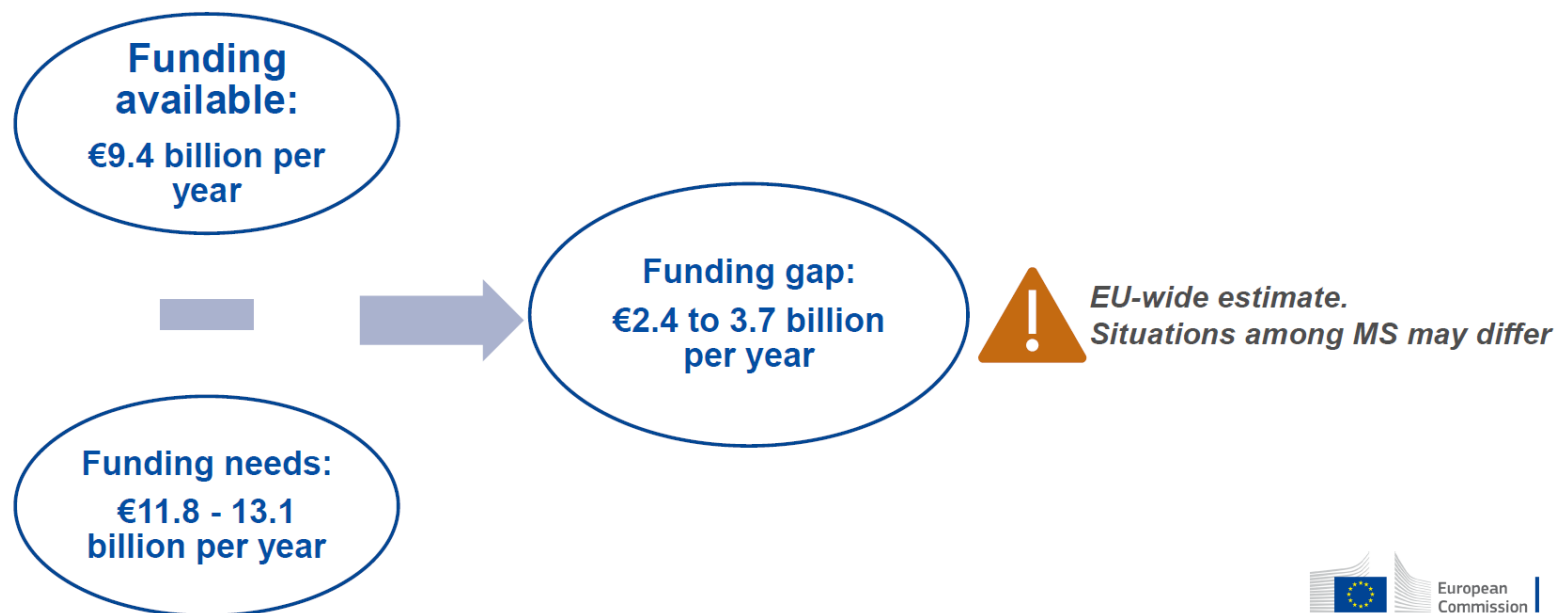 Funding
available:
€9.4 billion per
year
Funding needs:
€11.8 - 13.1
billion per year
Funding gap:
€2.4 to 3.7 billion
per year
EU-wide estimate.
Situations among MS may differ
European
Commission